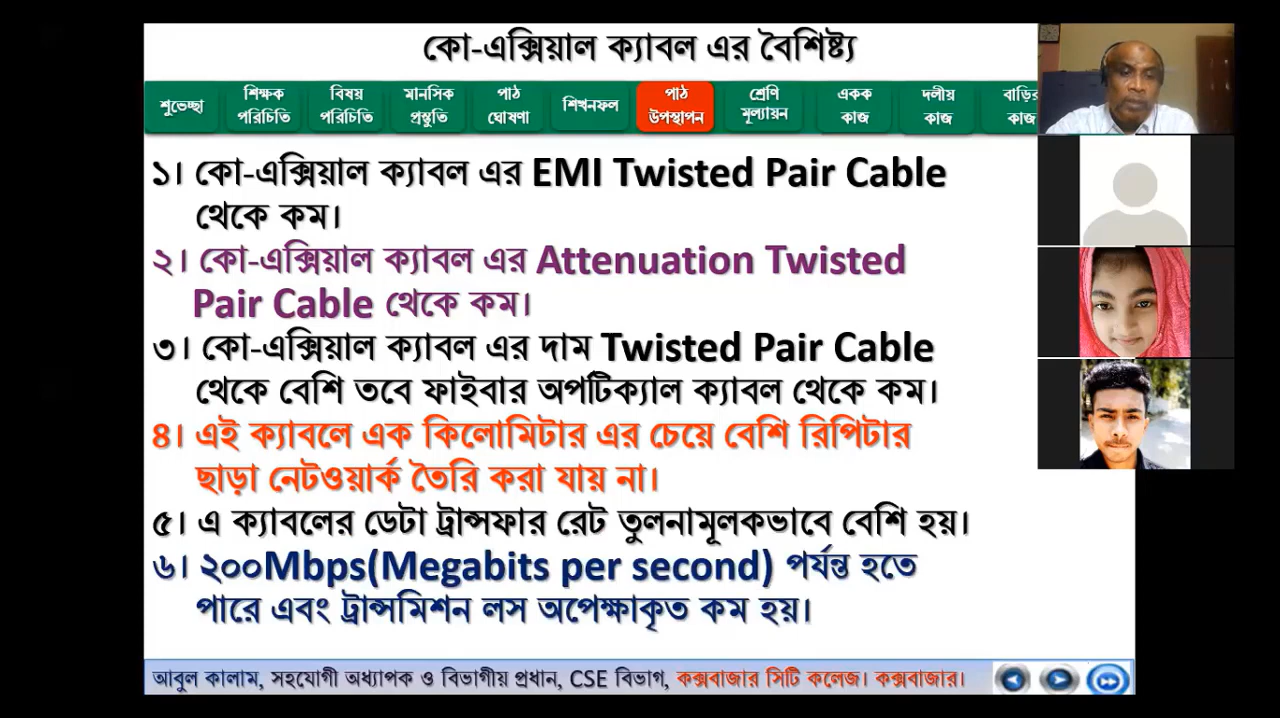 কো-এক্সিয়াল ক্যাবল এর বৈশিষ্ট্য
শুভেচ্ছা
শিক্ষক
পরিচিতি
বিষয়
পরিচিতি
মানসিক
প্রস্তুতি
পাঠ
ঘোষণা
শিখনফল
পাঠ
উপস্থাপন
শ্রেণি
মূল্যায়ন
একক
কাজ
দলীয়
কাজ
বাড়ির
কাজ
১। কো-এক্সিয়াল ক্যাবল এর EMI Twisted Pair Cable
থেকে কম।
২। কো-এক্সিয়াল ক্যাবল এর Attenuation Twisted
Pair Cable থেকে কম।
৩। কো-এক্সিয়াল ক্যাবল এর দাম Twisted Pair Cable
থেকে বেশি তবে ফাইবার অপটিক্যাল ক্যাবল থেকে কম।
৪। এই ক্যাবলে এক কিলোমিটার এর চেয়ে বেশি রিপিটার
ছাড়া নেটওয়ার্ক তৈরি করা যায় না।
৫। এ ক্যাবলের ডেটা ট্রান্সফার রেট তুলনামূলকভাবে বেশি হয়।
৬। ২০০Mbps(Megabits per second) পর্যন্ত হতে
পারে এবং ট্রান্সমিশন লস অপেক্ষাকৃত কম হয়।
আবুল কালাম, সহযোগী অধ্যাপক ও বিভাগীয় প্রধান, CSE বিভাগ, কক্সবাজার সিটি কলেজ। কক্সবাজার।